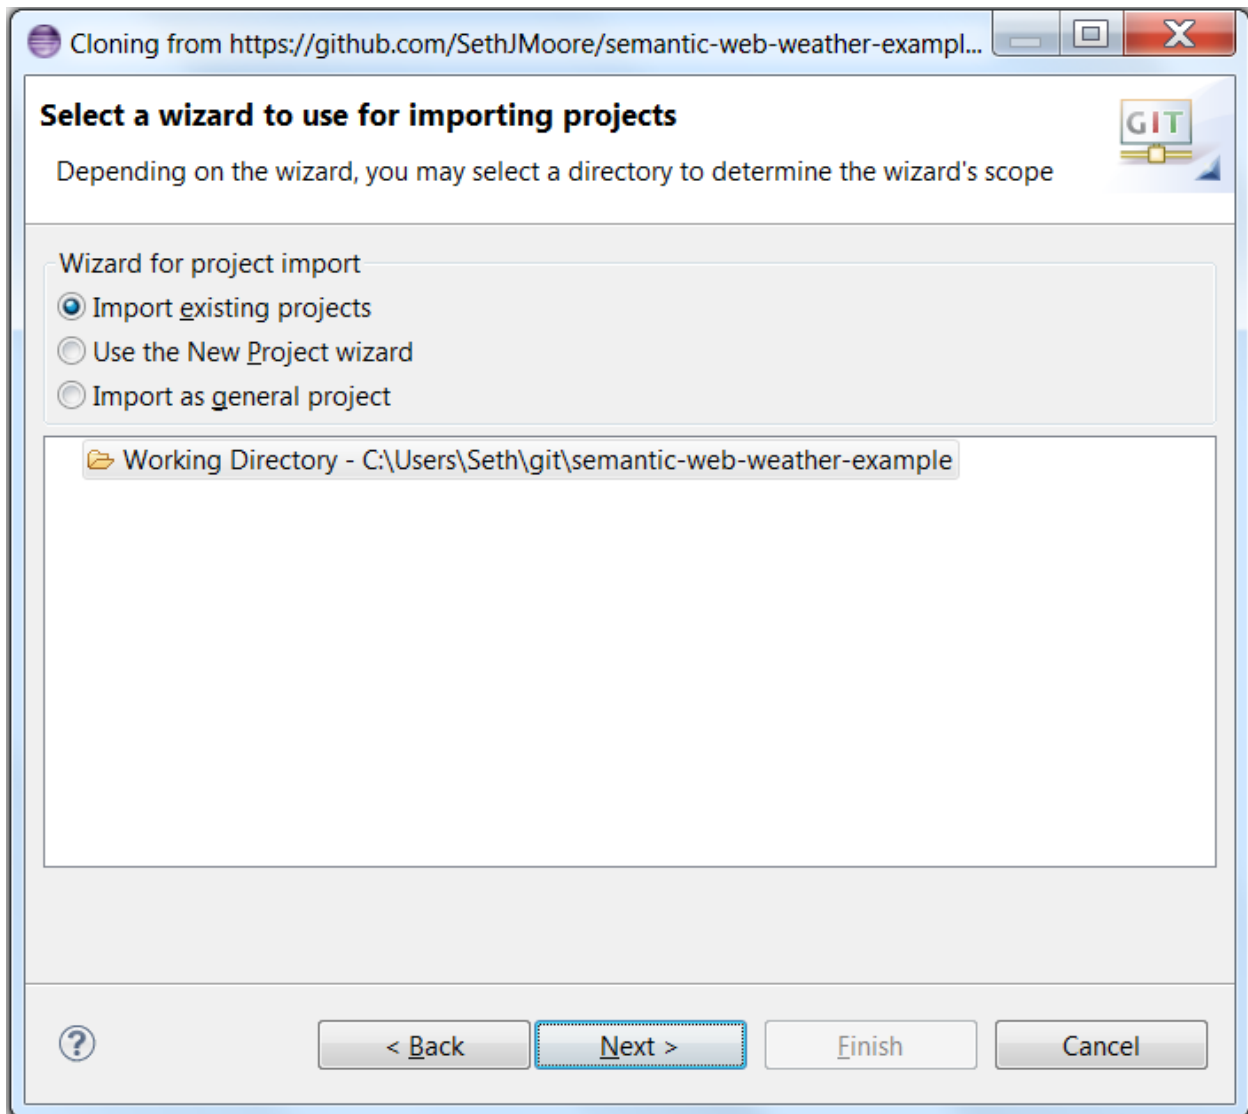 Cloning from https://github.com/SethJMoore/semantic-web-weather-exampl...
Select a wizard to use for importing projects
GIT
Depending on the wizard, you may select a directory to determine the wizard's scope
Wizard for project import
Import existing projects
Use the New Project wizard
Import as general project
Working Directory - C:\Users\Seth\git\semantic-web-weather-example
?
< Back
Next >
Finish
Cancel